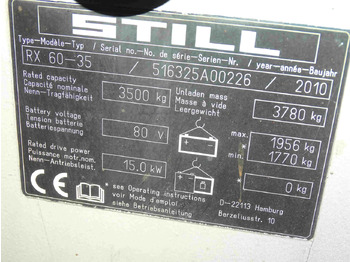 STILL
Type-Modèle-Typ / Serial no.-No. de série-Serien-Nr. / year-année-Baujahr
RX 60-35 / 516325A00226 / 2010
Rated capacity
Capacité nominale
Nenn-Tragfähigkeit
3500 kg
Unladen mass
Masse à vide
Leergewicht
3780 kg
Battery voltage
Tension batterie
Batteriespannung
80 V
max.
*
min.
1956 kg
1770 kg
Rated drive power
Puissance motr.nom.
Nenn-Antriebsleist.
15.0 kW
0 kg
CE
* see Operating instructions
voir Mode d'emploi
siehe Betriebsanleitung
D-22113 Hamburg
Berzeliusstr. 10